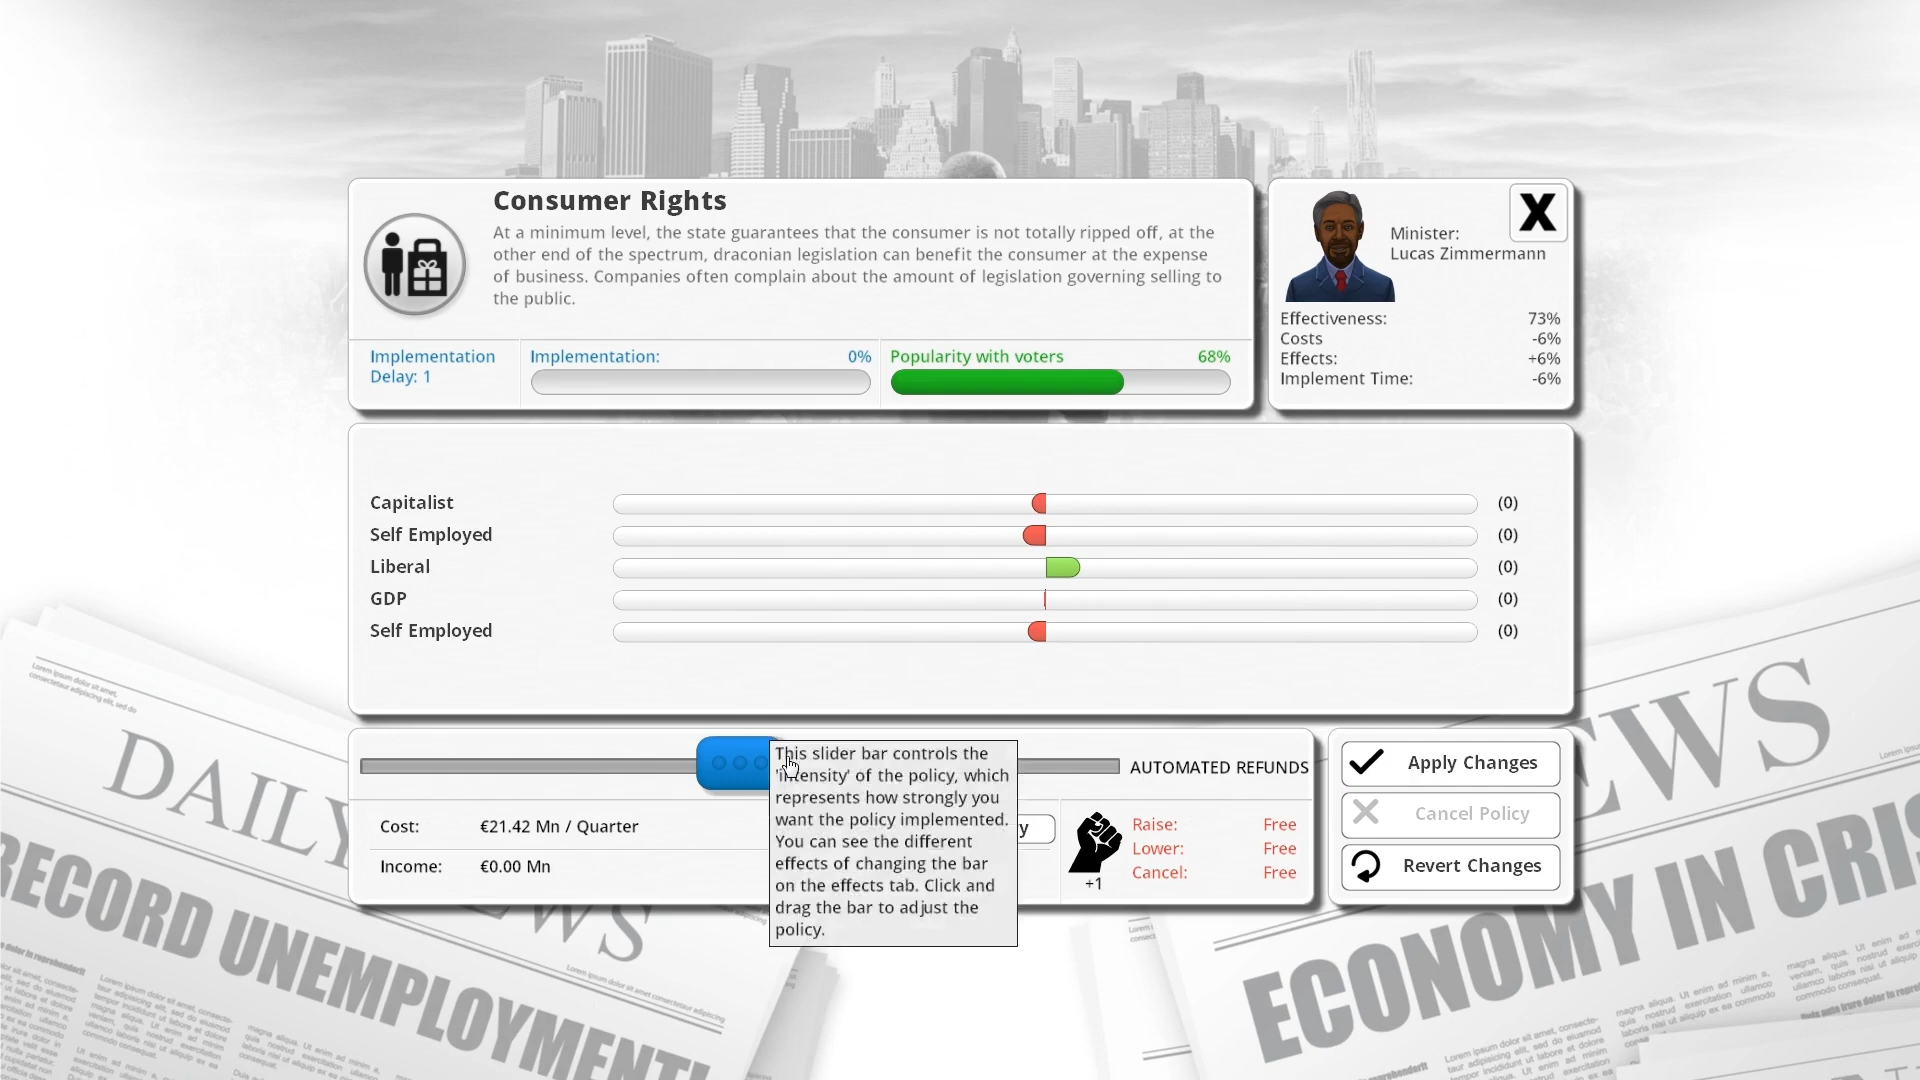 Consumer Rights
At a minimum level, the state guarantees that the consumer is not totally ripped off, at the
other end of the spectrum, draconian legislation can benefit the consumer at the expense
of business. Companies often complain about the amount of legislation governing selling to
the public.
Minister:
Lucas Zimmermann
X
Effectiveness: 73%
Costs -6%
Effects: +6%
Implement Time: -6%
Implementation
Delay: 1
Implementation: 0%
Popularity with voters 68%
Capitalist (0)
Self Employed (0)
Liberal (0)
GDP (0)
Self Employed (0)
This slider bar controls the
'intensity' of the policy, which
represents how strongly you
want the policy implemented.
You can see the different
effects of changing the bar
on the effects tab. Click and
drag the bar to adjust the
policy.
AUTOMATED REFUNDS
Cost: €21.42 Mn / Quarter
Income: €0.00 Mn
y
+1
Raise: Free
Lower: Free
Cancel: Free
Apply Changes
Cancel Policy
Revert Changes
DAILY
NEWS
RECORD UNEMPLOYMENT!
EWS
ECONOMY IN CRIS